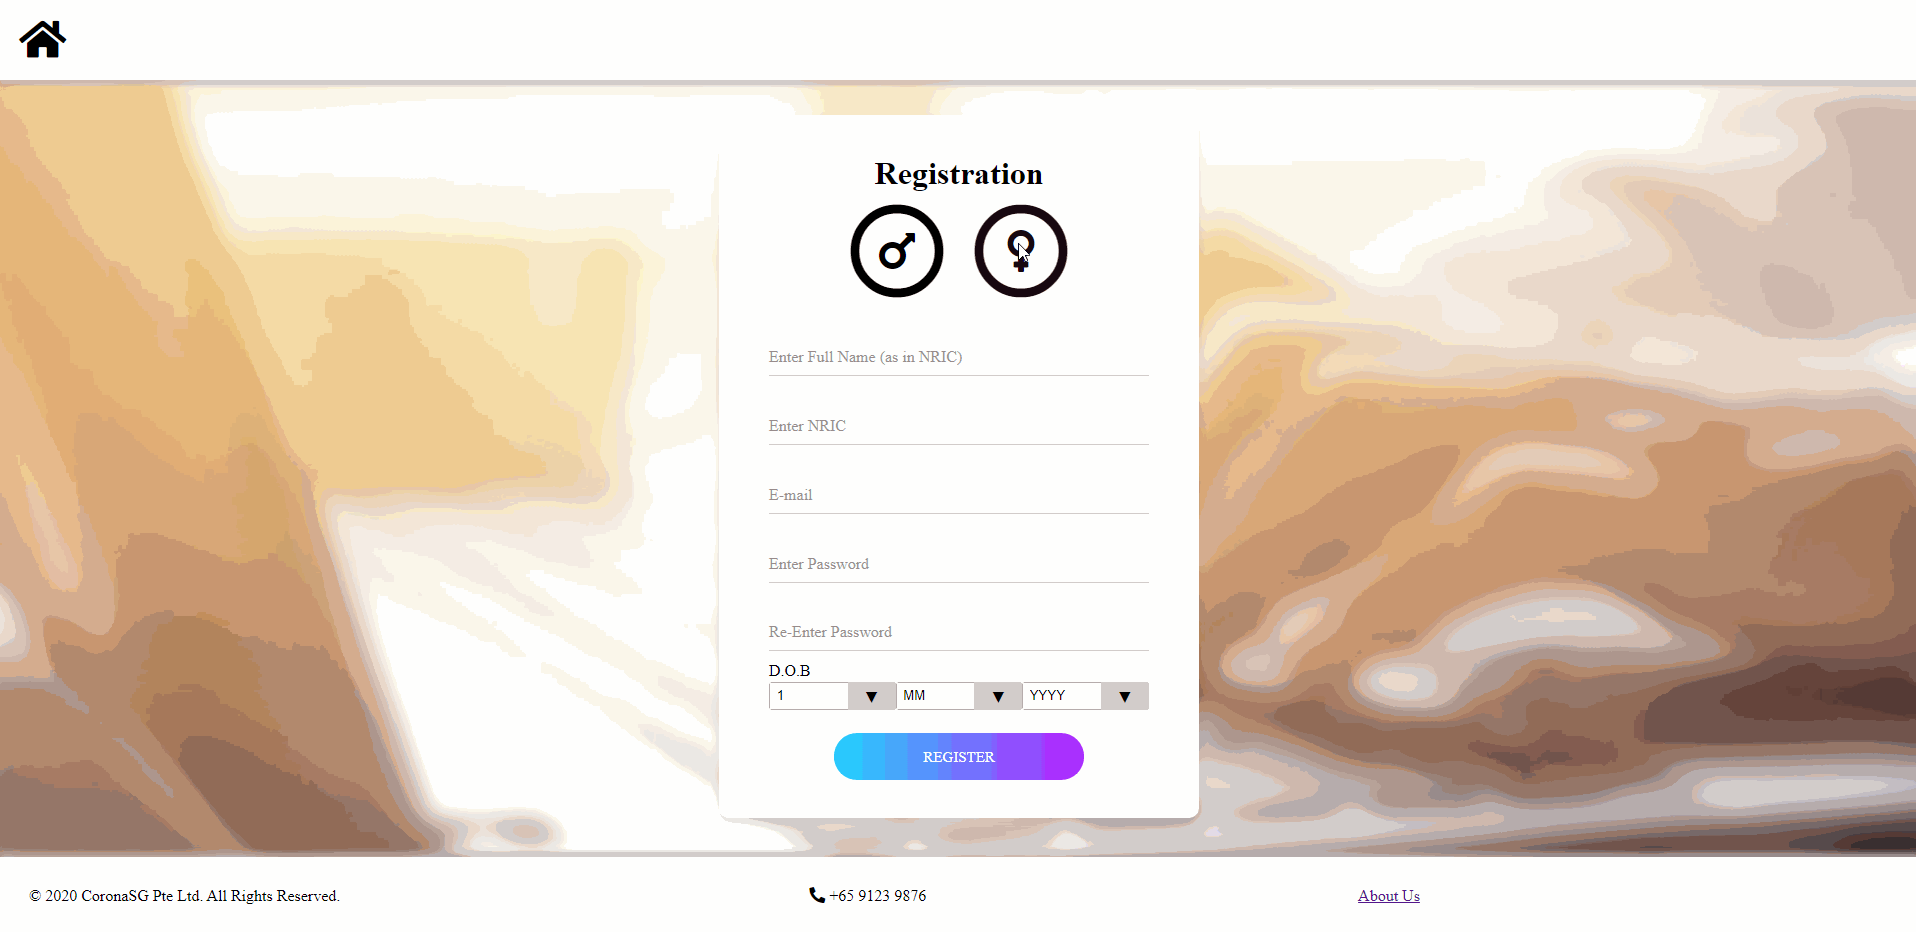 Registration
Enter Full Name (as in NRIC)
Enter NRIC
E-mail
Enter Password
Re-Enter Password
D.O.B
1 ▼ MM ▼ YYYY ▼
REGISTER
© 2020 CoronaSG Pte Ltd. All Rights Reserved.
+65 9123 9876
About Us